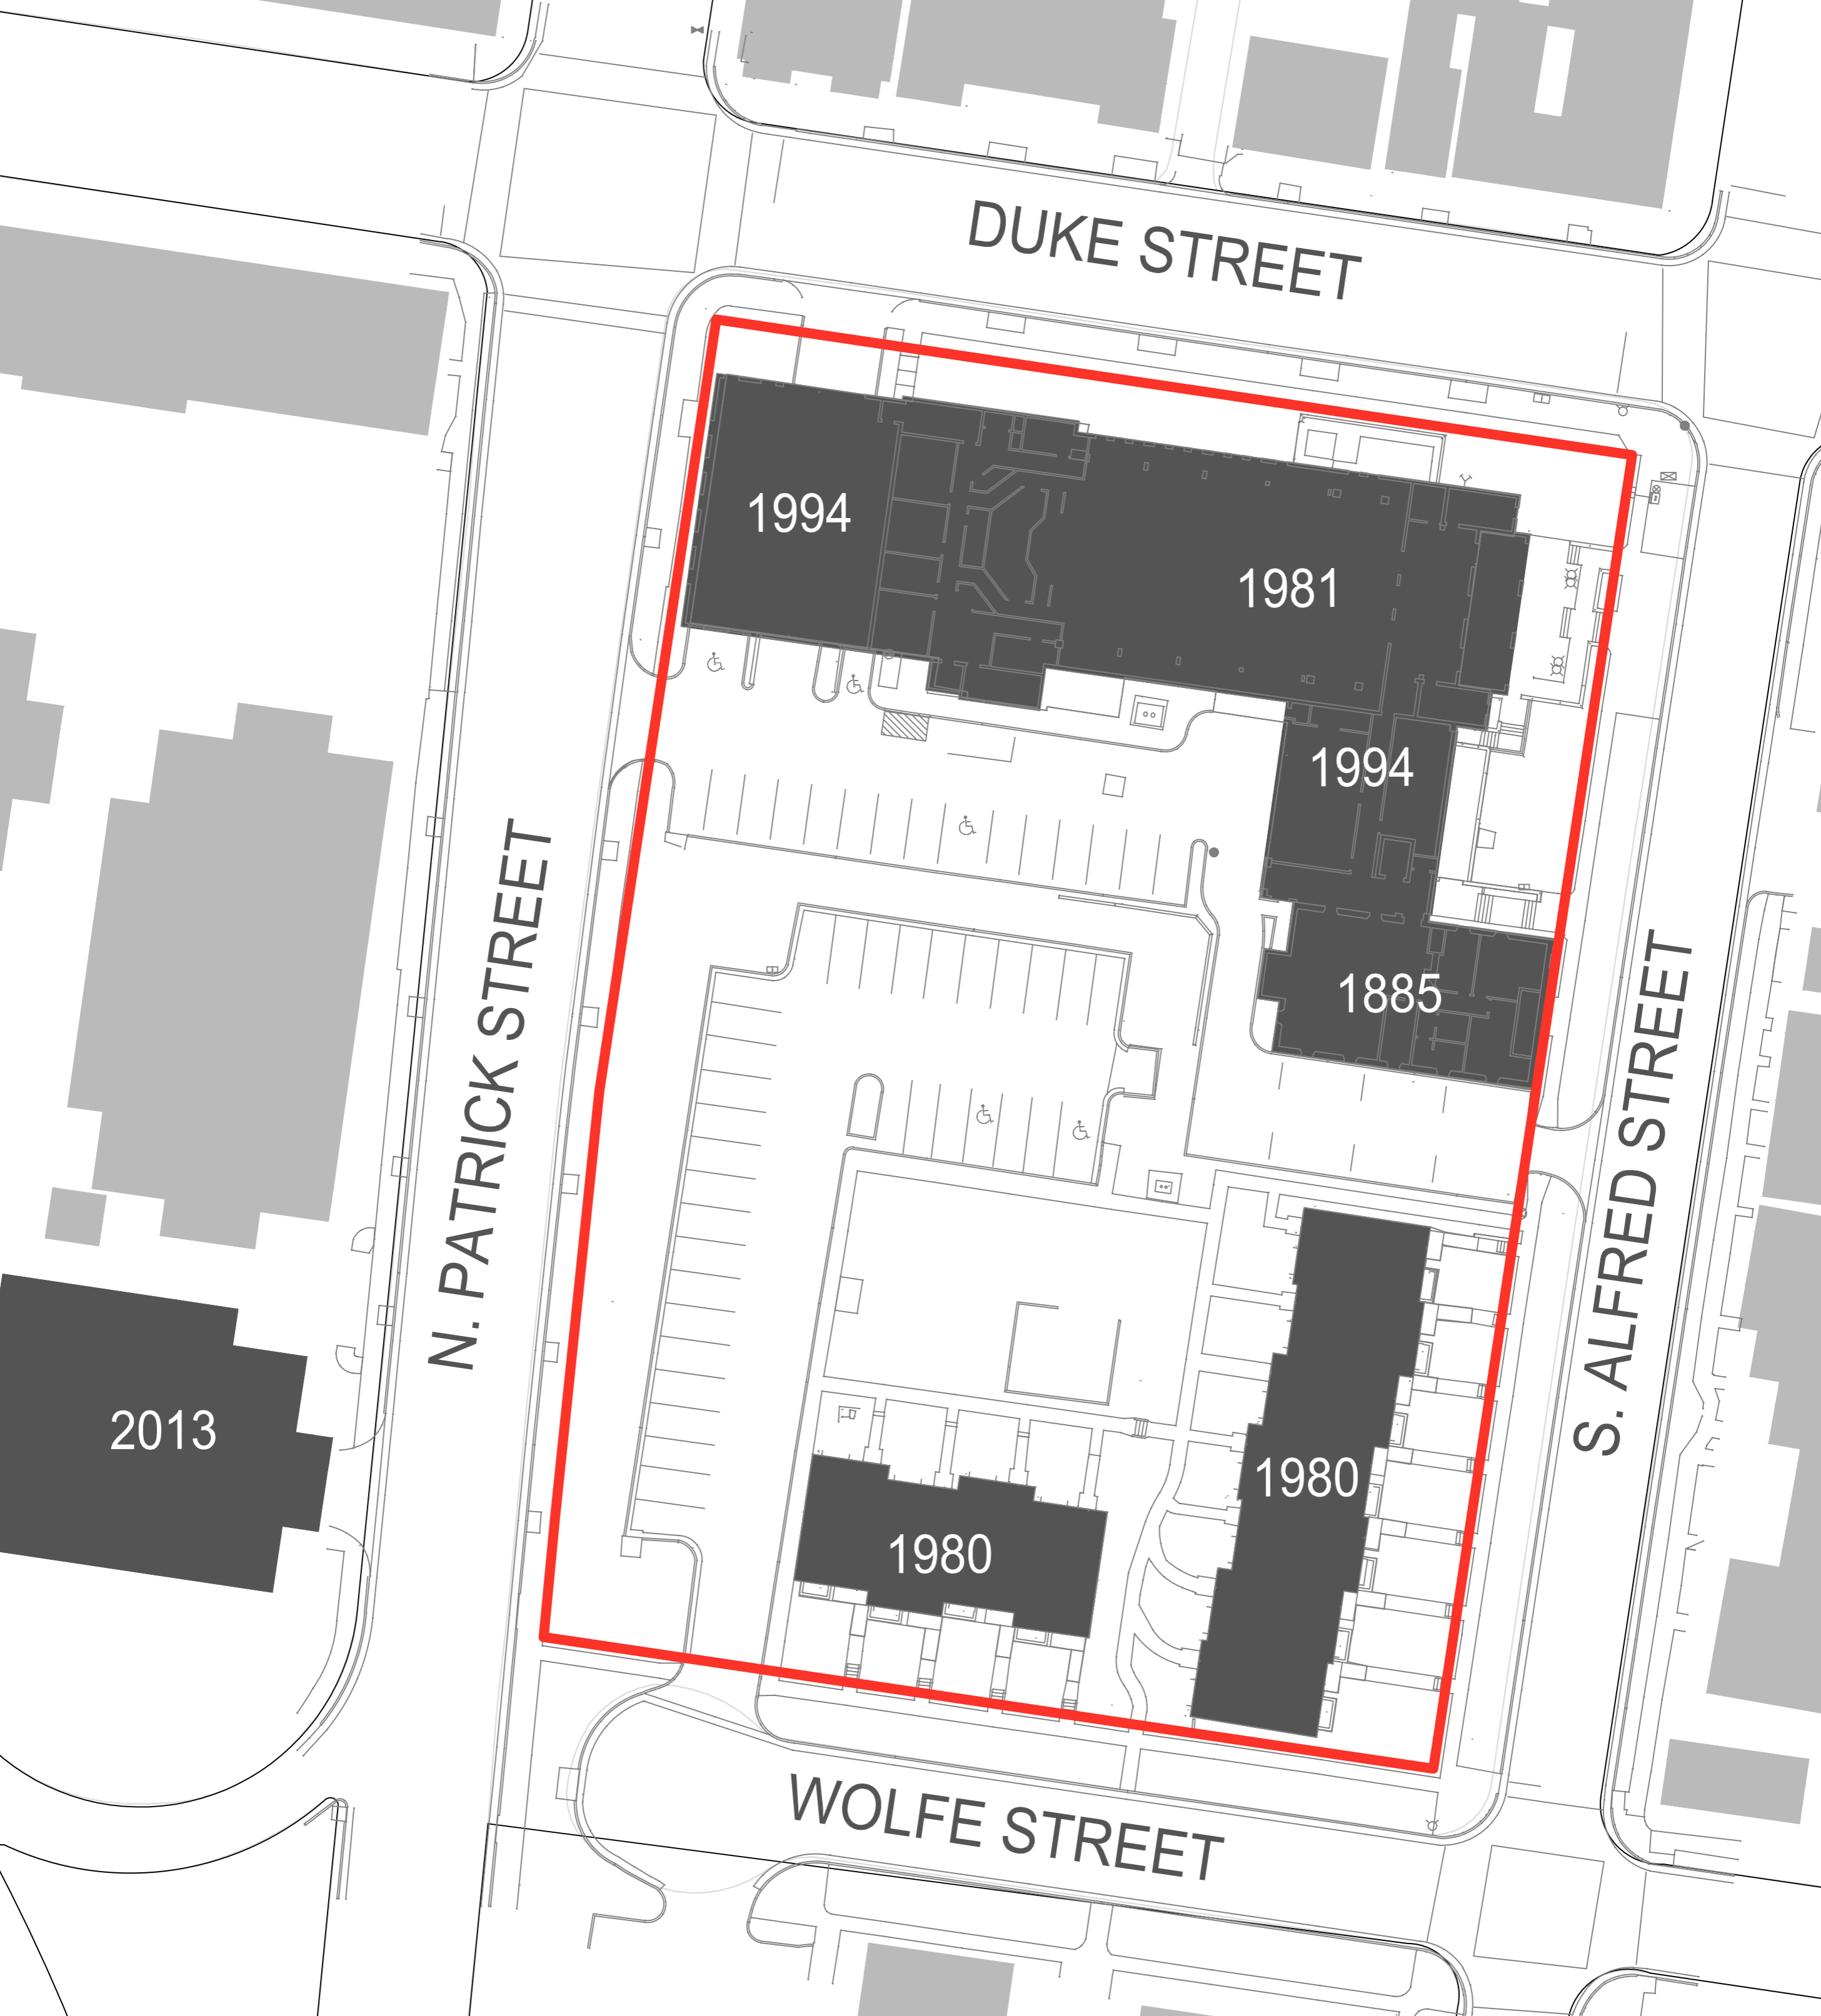 DUKE STREET
1994
1981
1994
1885
N. PATRICK STREET
S. ALFRED STREET
2013
1980
1980
WOLFE STREET